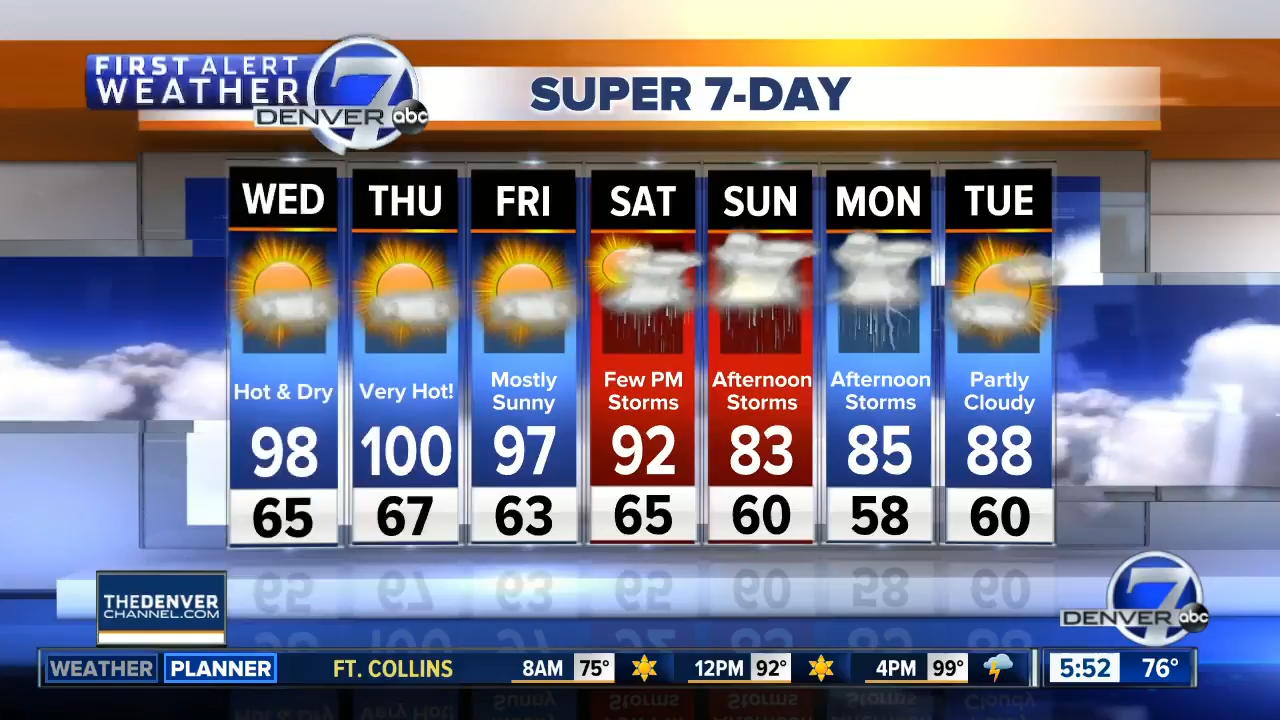 FIRST ALERT
WEATHER
7
DENVER abc
SUPER 7-DAY
WED THU FRI SAT SUN MON TUE
Hot & Dry
Very Hot!
Mostly
Sunny
Few PM
Storms
Afternoon
Storms
Afternoon
Storms
Partly
Cloudy
98 100 97 92 83 85 88
65 67 63 65 60 58 60
THEDENVER
CHANNEL.COM
7
DENVER abc
WEATHER PLANNER FT. COLLINS 8AM 75° 12PM 92° 4PM 99° 5:52 76°